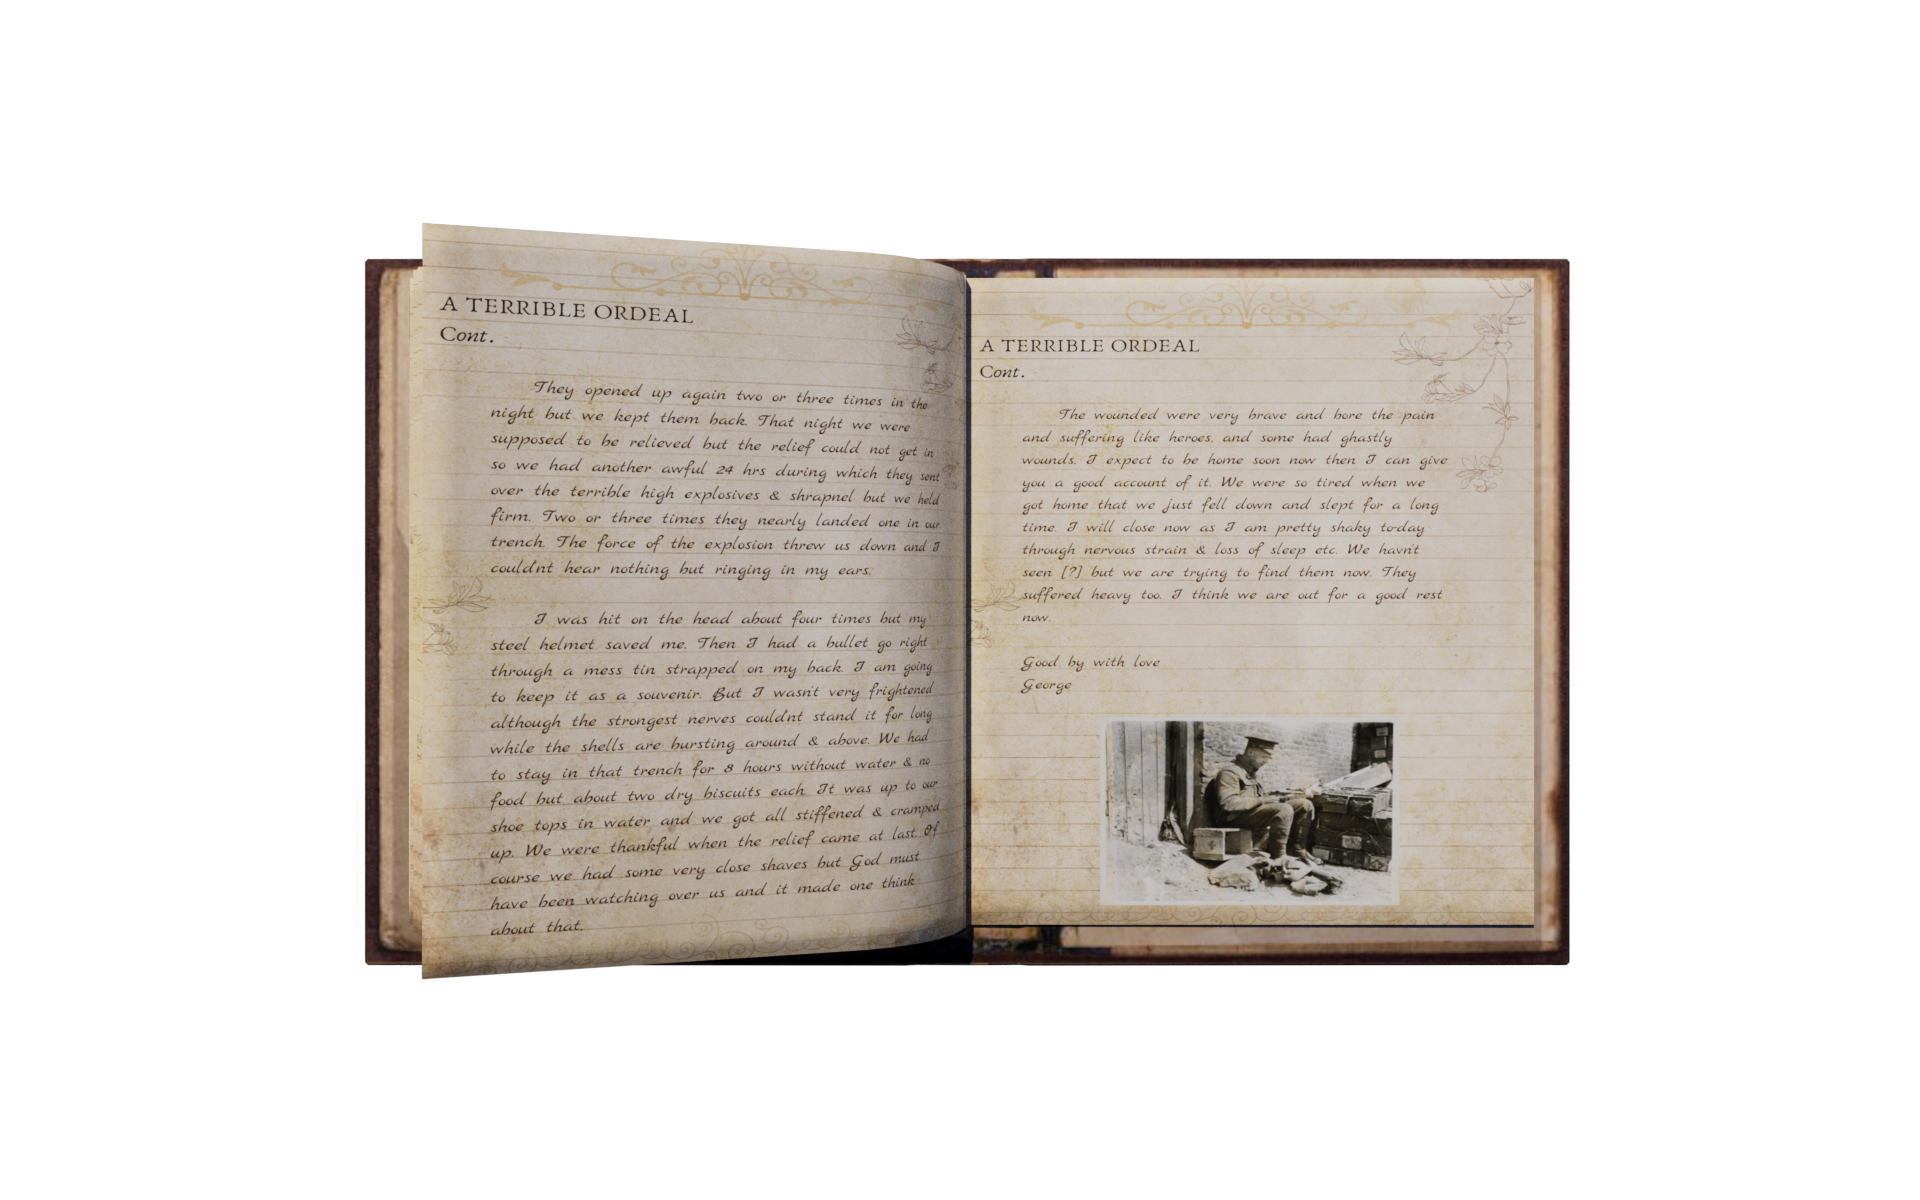 A TERRIBLE ORDEAL
Cont.
They opened up again two or three times in the
night but we kept them back. That night we were
supposed to be relieved but the relief could not get in
so we had another awful 24 hrs during which they sent
over the terrible high explosives & shrapnel but we held
firm. Two or three times they nearly landed one in our
trench. The force of the explosion threw us down and I
could'nt hear nothing but ringing in my ears.
I was hit on the head about four times but my
steel helmet saved me. Then I had a bullet go right
through a mess tin strapped on my back. I am going
to keep it as a souvenir. But I wasn't very frightened
although the strongest nerves could'nt stand it for long
while the shells are bursting around & above. We had
to stay in that trench for 8 hours without water & no
food but about two dry biscuits each. It was up to our
shoe tops in water and we got all stiffened & cramped
up. We were thankful when the relief came at last. Of
course we had some very close shaves but God must
have been watching over us and it made one think
about that.
A TERRIBLE ORDEAL
Cont.
The wounded were very brave and bore the pain
and suffering like heroes. and some had ghastly
wounds. I expect to be home soon now then I can give
you a good account of it. We were so tired when we
got home that we just fell down and slept for a long
time. I will close now as I am pretty shaky to-day
through nervous strain & loss of sleep etc. We havn't
seen [?] but we are trying to find them now. They
suffered heavy too. I think we are out for a good rest
now.
Good by with love
George